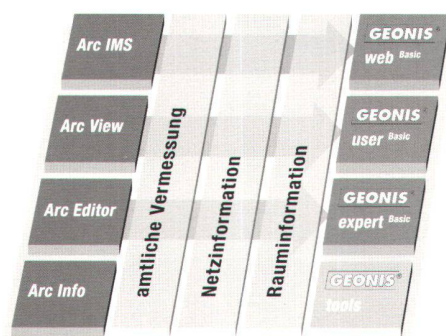 Arc IMS
Arc View
Arc Editor
Arc Info
amtliche Vermessung
Netzinformation
Rauminformation
GEONIS®
web Basic
GEONIS®
user Basic
GEONIS®
expert Basic
GEONIS®
tools